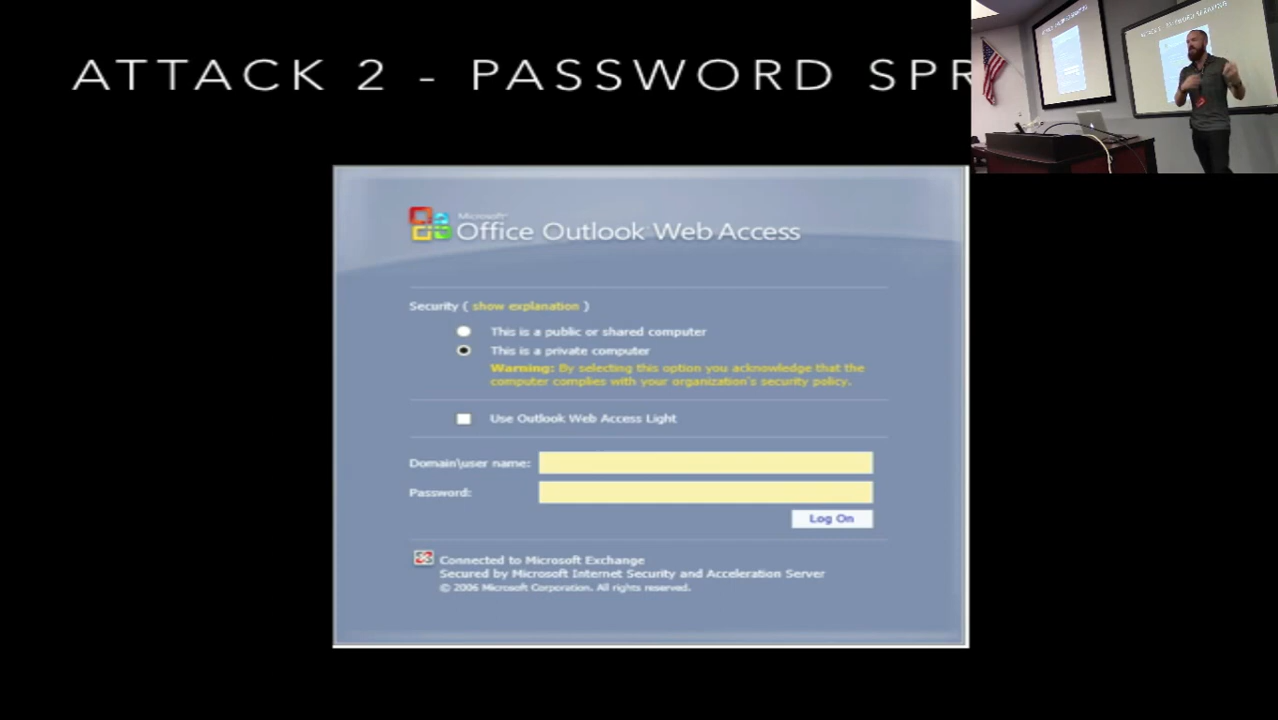 ATTACK 2 - PASSWORD SPR
Microsoft
Office Outlook Web Access
Security ( show explanation )
This is a public or shared computer
This is a private computer
Warning: By selecting this option you acknowledge that the
computer complies with your organization's security policy.
Use Outlook Web Access Light
Domain\user name:
Password:
Log On
Connected to Microsoft Exchange
Secured by Microsoft Internet Security and Acceleration Server
© 2006 Microsoft Corporation. All rights reserved.